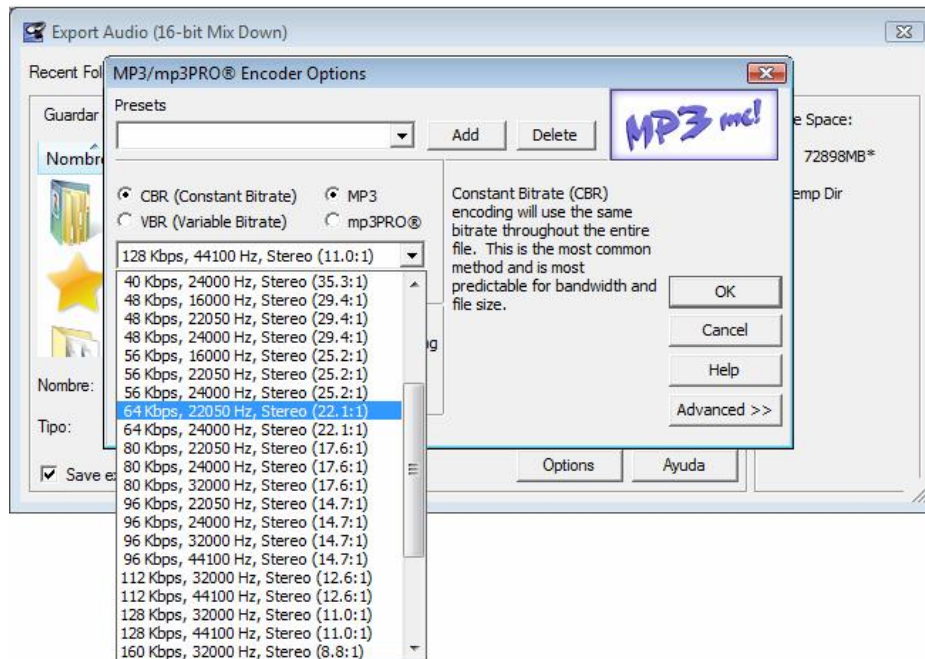 Export Audio (16-bit Mix Down)
Recent Fol
MP3/mp3PRO® Encoder Options
Guardar
Presets
Add
Delete
MP3 me!
e Space:
72898MB*
emp Dir
Nombre
CBR (Constant Bitrate)
MP3
VBR (Variable Bitrate)
mp3PRO®
Constant Bitrate (CBR)
encoding will use the same
bitrate throughout the entire
file. This is the most common
method and is most
predictable for bandwidth and
file size.
128 Kbps, 44100 Hz, Stereo (11.0:1)
40 Kbps, 24000 Hz, Stereo (35.3:1)
48 Kbps, 16000 Hz, Stereo (29.4:1)
48 Kbps, 22050 Hz, Stereo (29.4:1)
48 Kbps, 24000 Hz, Stereo (29.4:1)
56 Kbps, 16000 Hz, Stereo (25.2:1)
56 Kbps, 22050 Hz, Stereo (25.2:1)
56 Kbps, 24000 Hz, Stereo (25.2:1)
64 Kbps, 22050 Hz, Stereo (22.1:1)
64 Kbps, 24000 Hz, Stereo (22.1:1)
80 Kbps, 22050 Hz, Stereo (17.6:1)
80 Kbps, 24000 Hz, Stereo (17.6:1)
80 Kbps, 32000 Hz, Stereo (17.6:1)
96 Kbps, 22050 Hz, Stereo (14.7:1)
96 Kbps, 24000 Hz, Stereo (14.7:1)
96 Kbps, 32000 Hz, Stereo (14.7:1)
96 Kbps, 44100 Hz, Stereo (14.7:1)
112 Kbps, 32000 Hz, Stereo (12.6:1)
112 Kbps, 44100 Hz, Stereo (12.6:1)
128 Kbps, 32000 Hz, Stereo (11.0:1)
128 Kbps, 44100 Hz, Stereo (11.0:1)
160 Kbps, 32000 Hz, Stereo (8.8:1)
OK
Cancel
Help
Advanced >>
Nombre:
Tipo:
Save e
Options
Ayuda